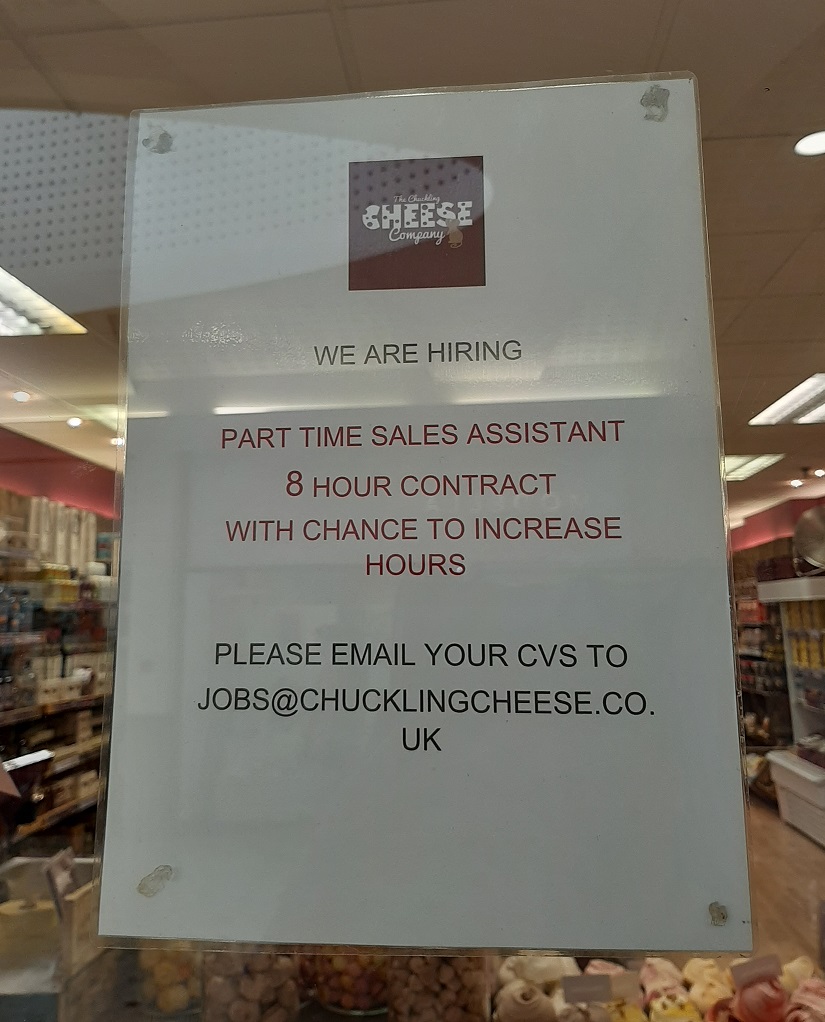 The Chuckling
CHEESE
Company
WE ARE HIRING
PART TIME SALES ASSISTANT
8 HOUR CONTRACT
WITH CHANCE TO INCREASE
HOURS
PLEASE EMAIL YOUR CVS TO
JOBS@CHUCKLINGCHEESE.CO.
UK